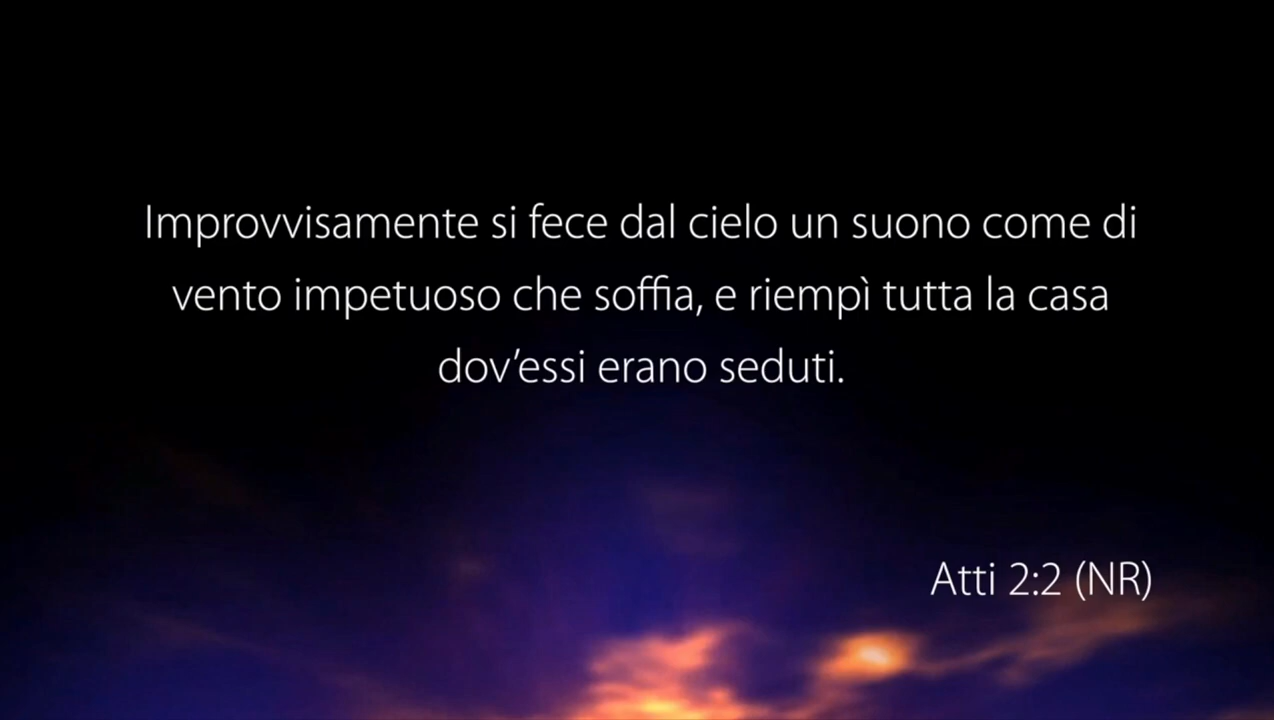 Improvvisamente si fece dal cielo un suono come di
vento impetuoso che soffia, e riempì tutta la casa
dov’essi erano seduti.
Atti 2:2 (NR)